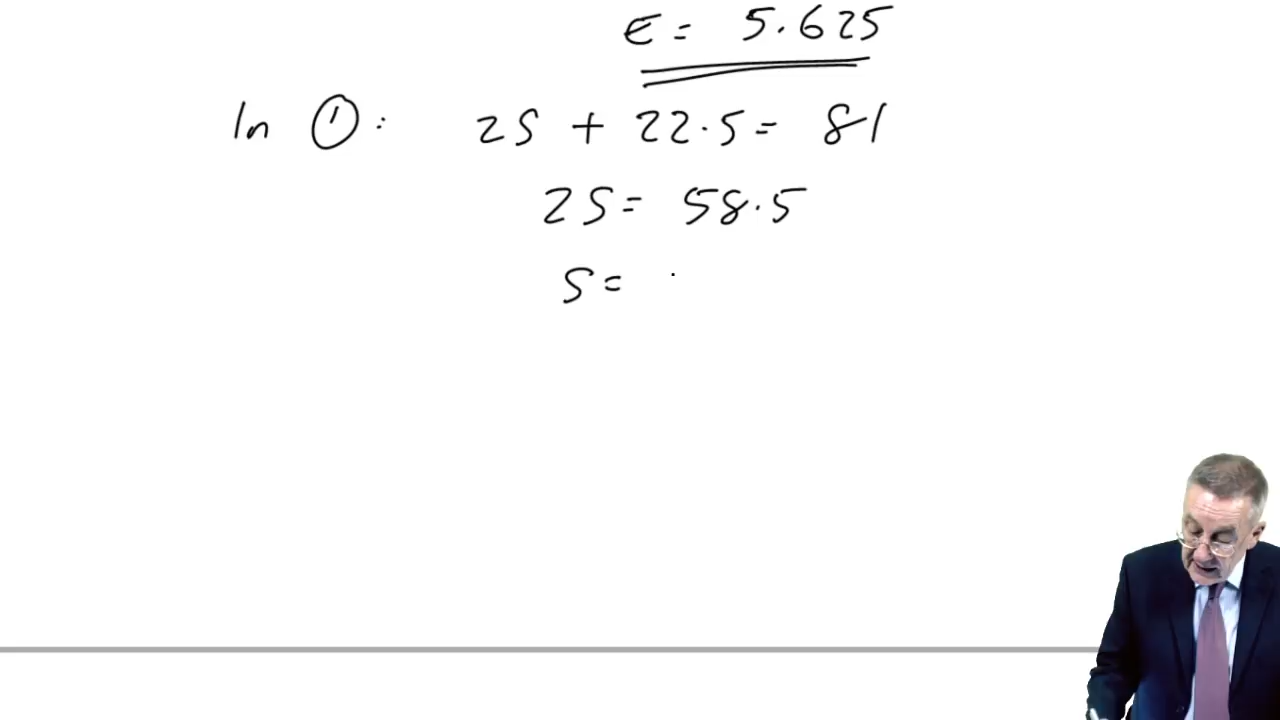 E = 5.625
In ①: 2S + 22.5 = 81
2S = 58.5
S =